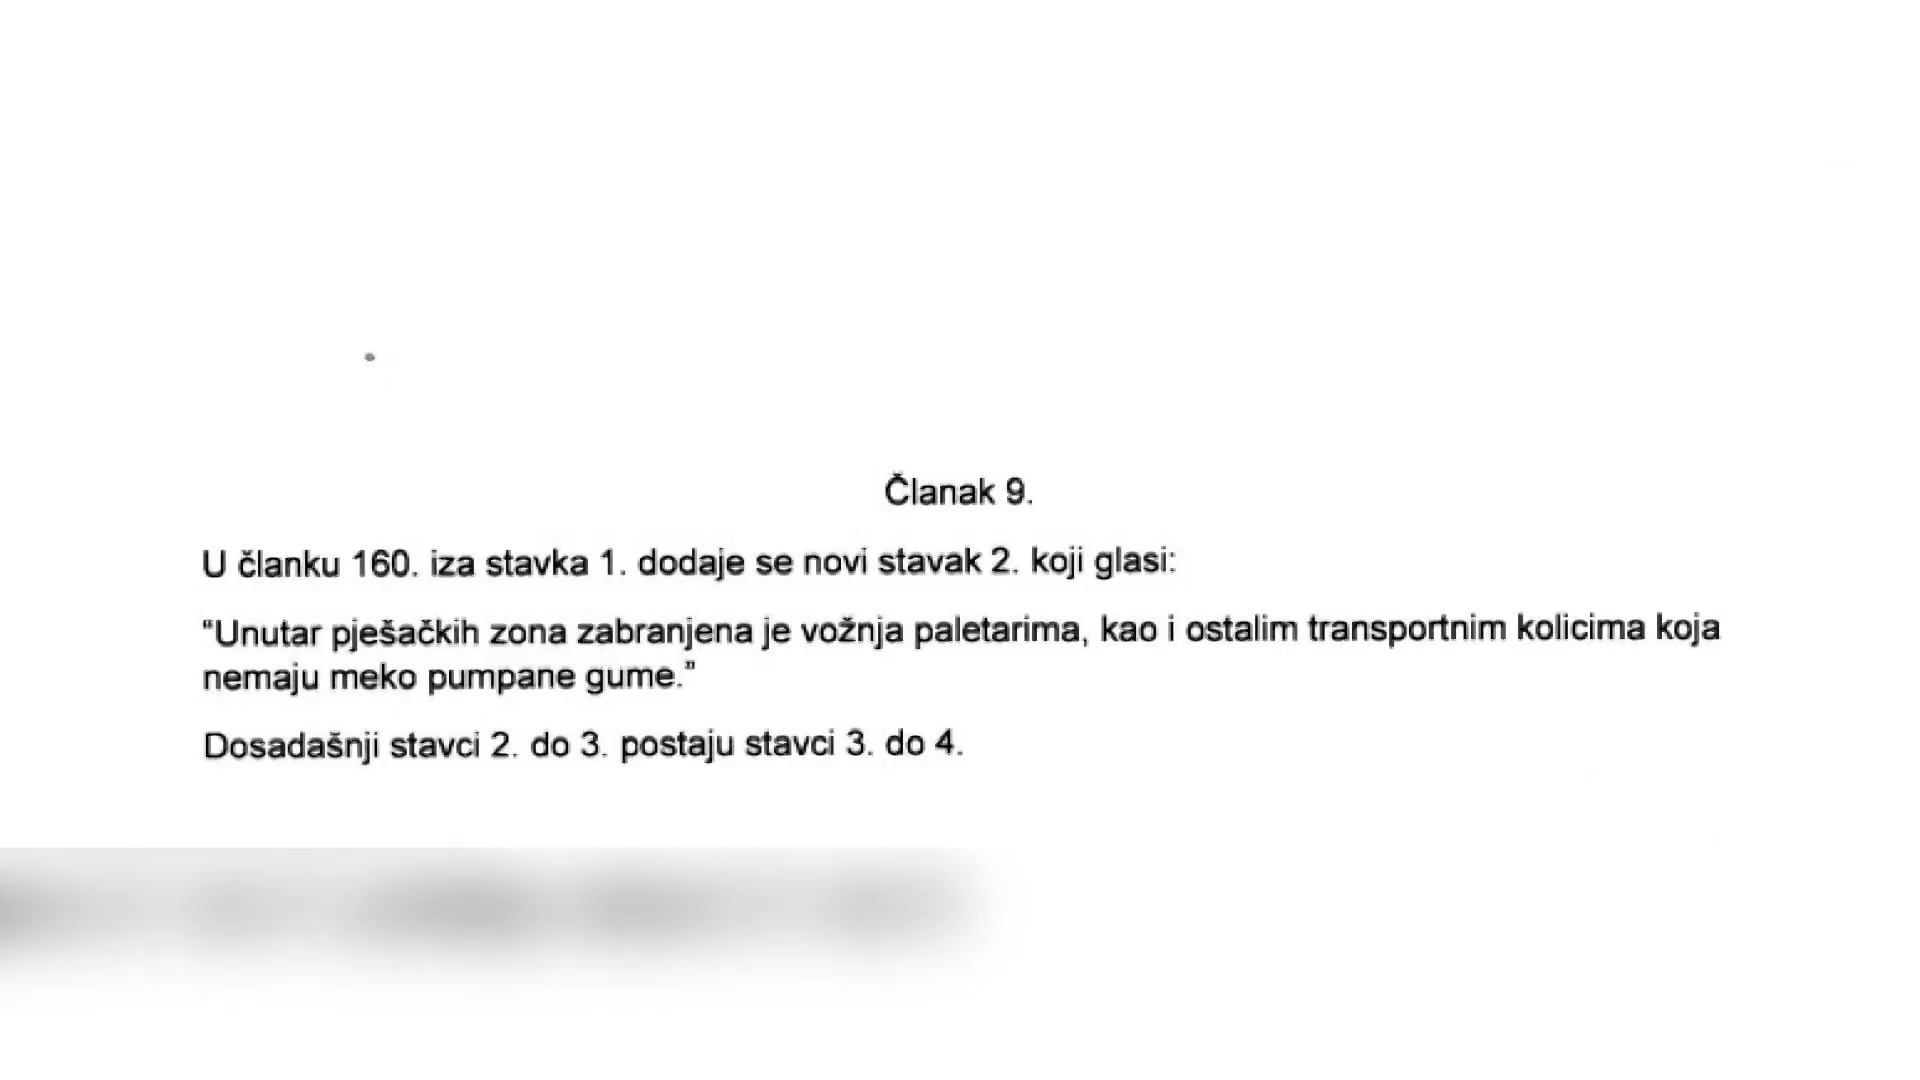 Članak 9.
U članku 160. iza stavka 1. dodaje se novi stavak 2. koji glasi:
“Unutar pješačkih zona zabranjena je vožnja paletarima, kao i ostalim transportnim kolicima koja
nemaju meko pumpane gume.”
Dosadašnji stavci 2. do 3. postaju stavci 3. do 4.